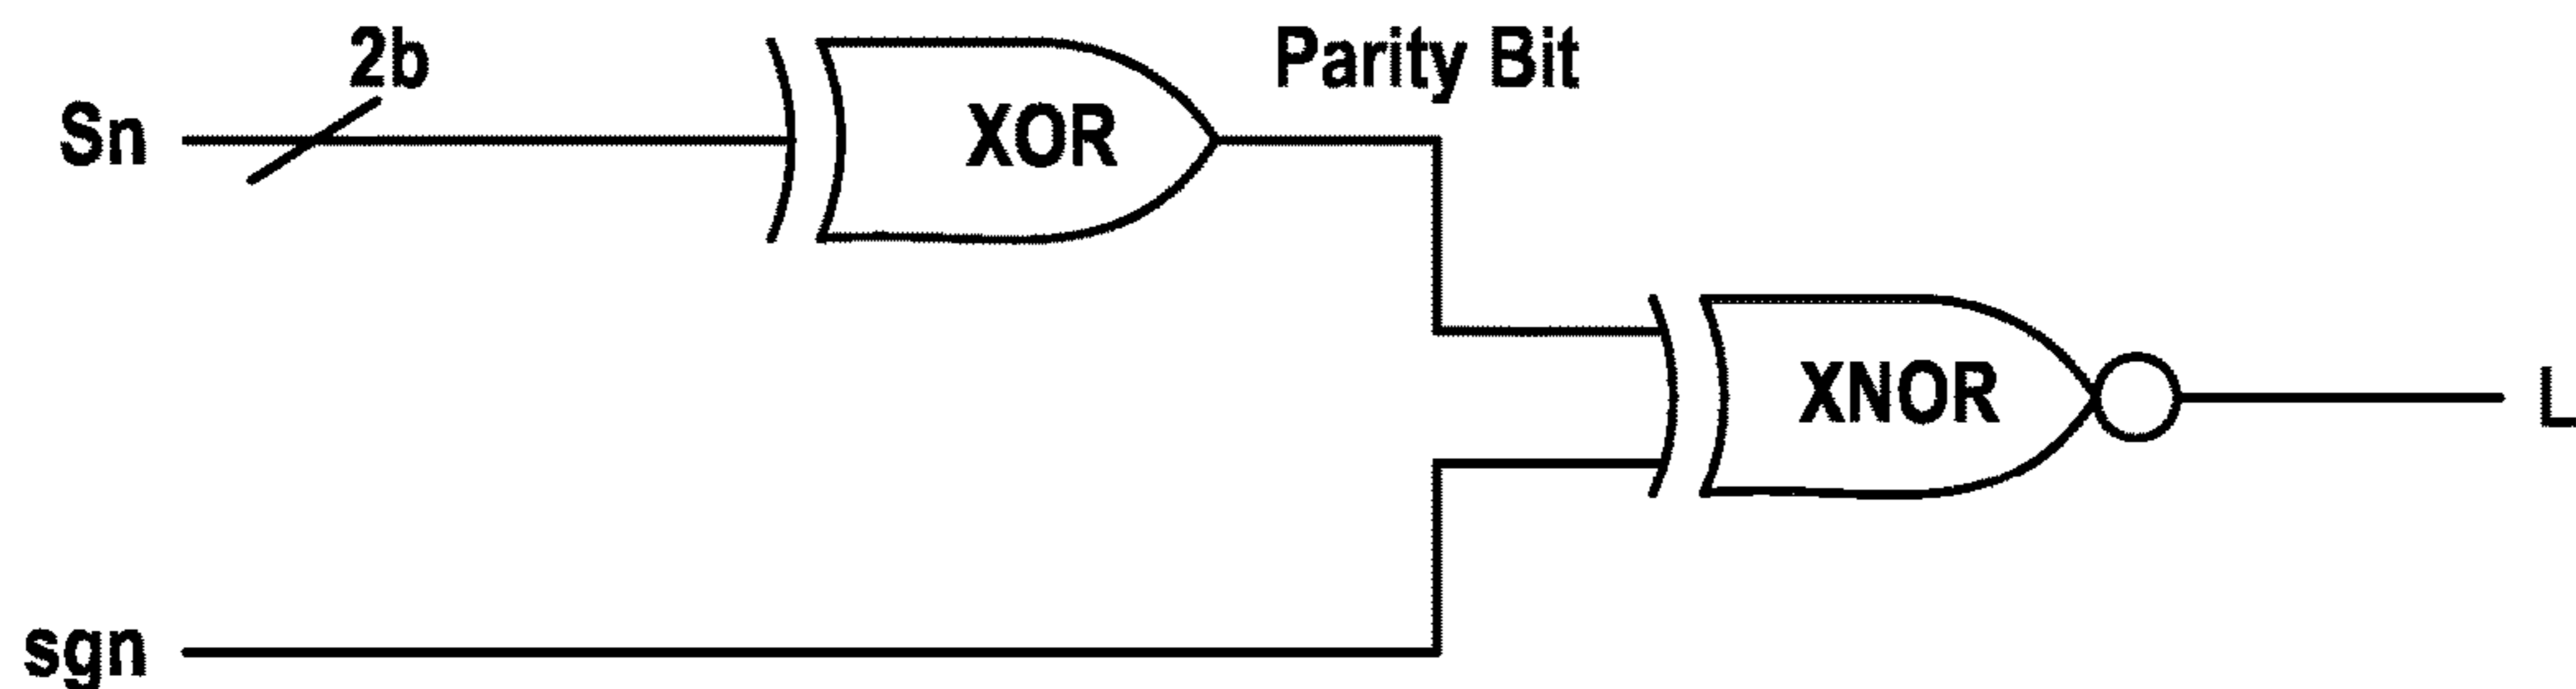 2b
Sn
XOR
Parity Bit
XNOR
L
sgn